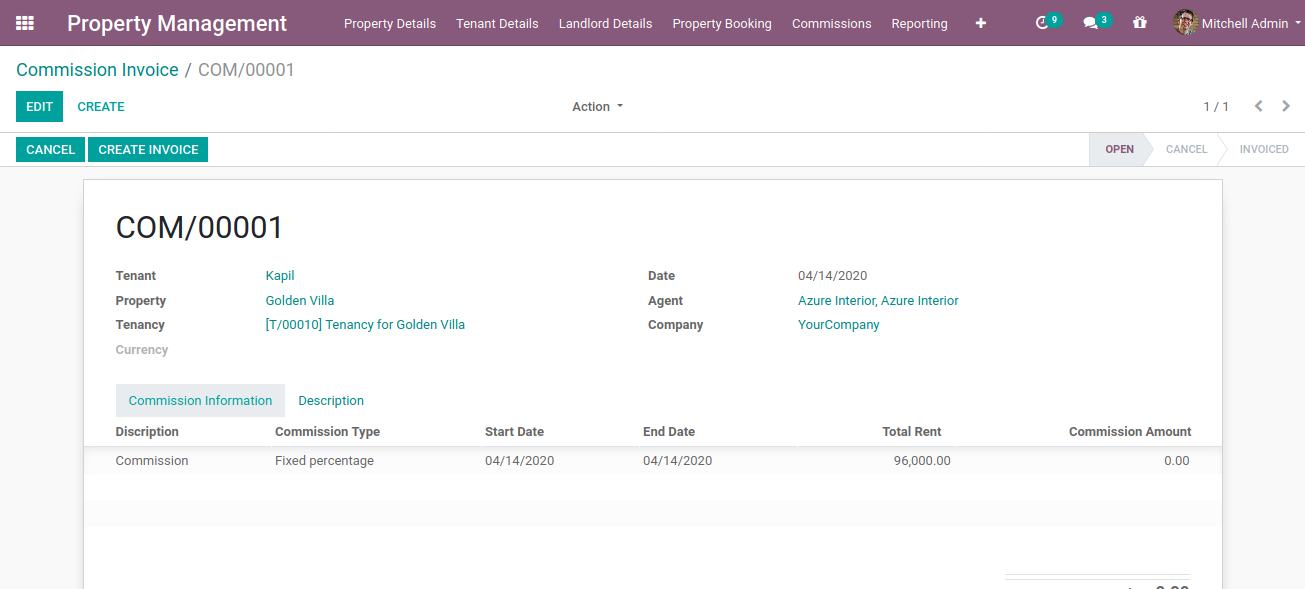 Property Management Property Details Tenant Details Landlord Details Property Booking Commissions Reporting 9 3 Mitchell Admin
Commission Invoice / COM/00001
EDIT CREATE Action 1 / 1
CANCEL CREATE INVOICE OPEN CANCEL INVOICED
COM/00001
Tenant Kapil Date 04/14/2020
Property Golden Villa Agent Azure Interior, Azure Interior
Tenancy [T/00010] Tenancy for Golden Villa Company YourCompany
Currency
Commission Information Description
Discription Commission Type Start Date End Date Total Rent Commission Amount
Commission Fixed percentage 04/14/2020 04/14/2020 96,000.00 0.00